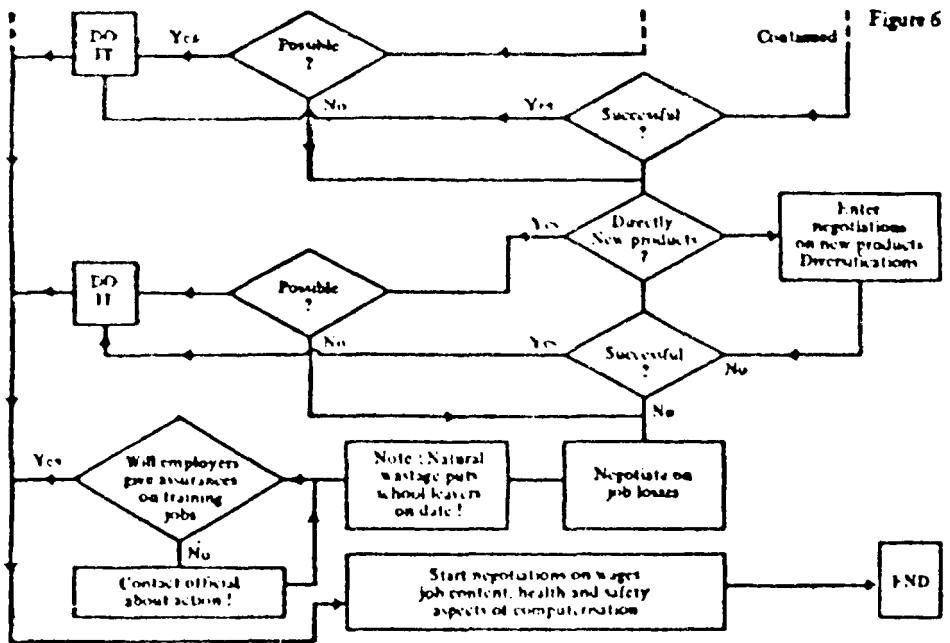 Figure 6
DO
IT
Yes
Possible
?
Contained
No
Yes
Successful
?
Yes
Directly
New products
?
Enter
negotiations
on new products
Diversifications
DO
IT
Possible
?
No
Yes
Successful
?
No
No
Yes
Will employers
give assurances
on training
jobs
Note : Natural
wastage puts
school leavers
on date !
Negotiate on
job losses
No
Contact official
about action !
Start negotiations on wages
job content, health and safety
aspects of computerisation
END